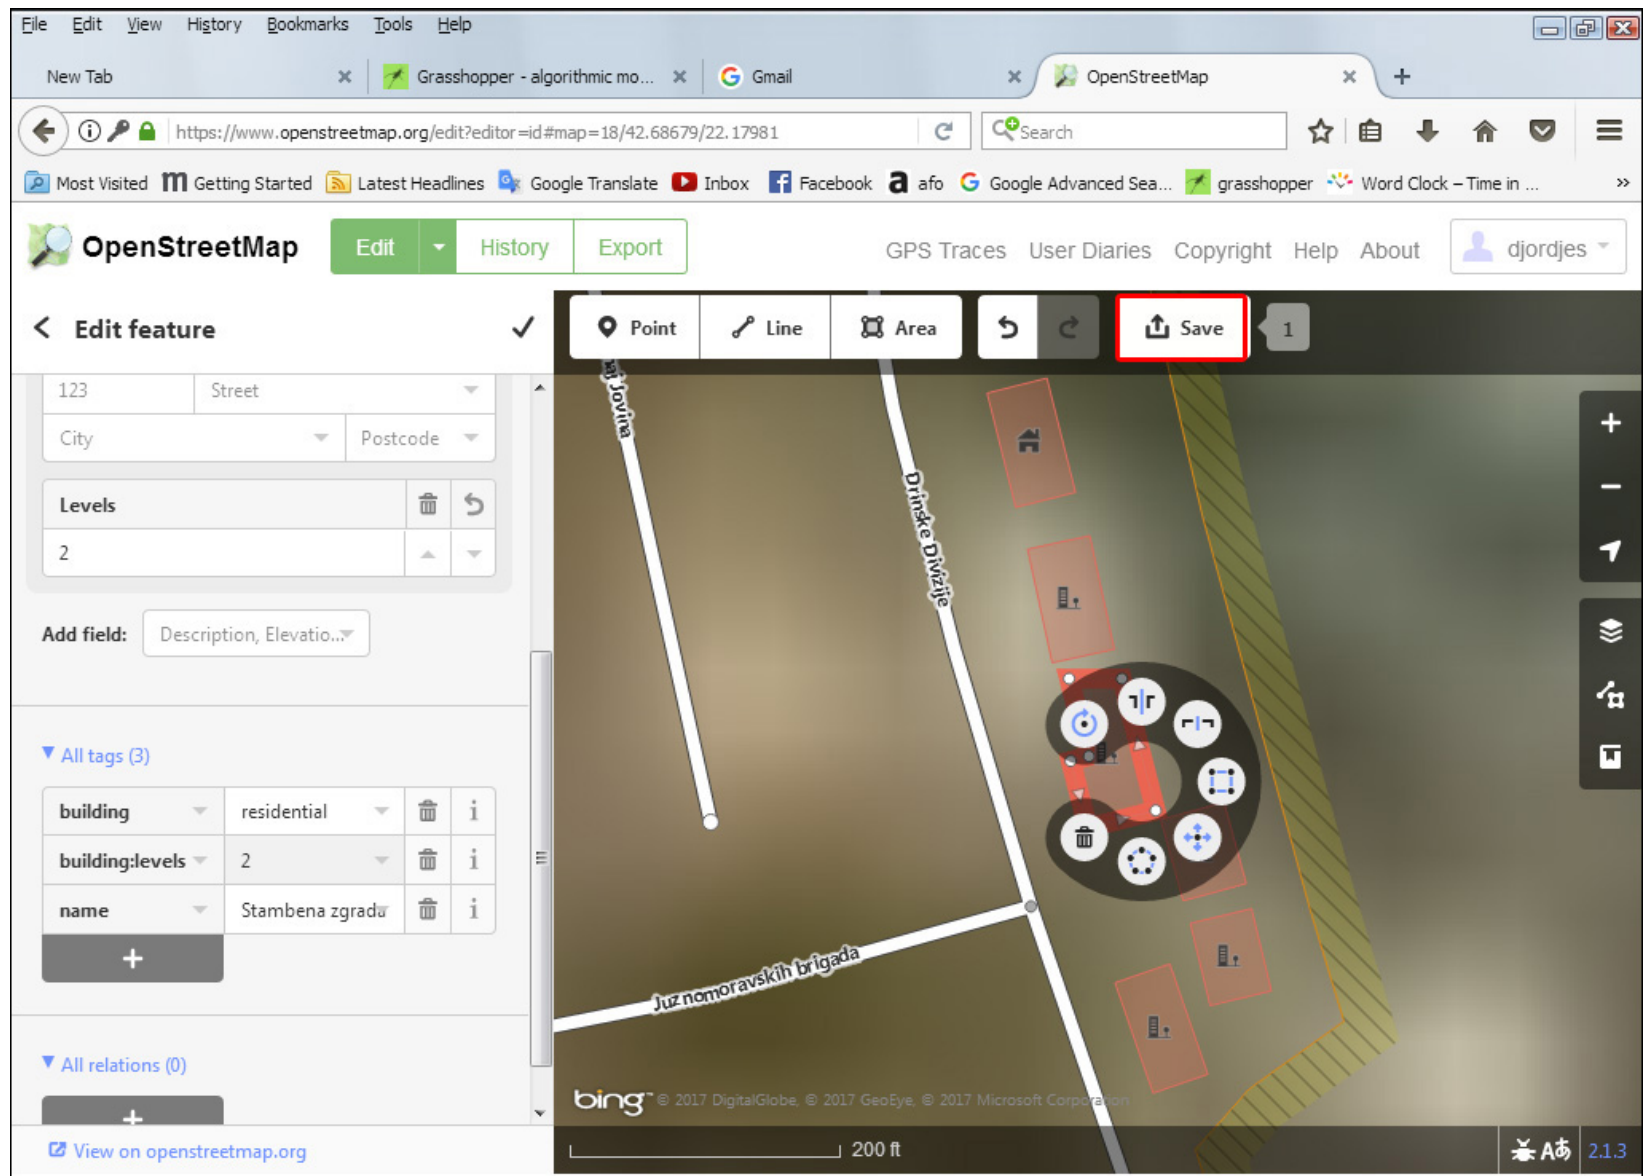 File Edit View History Bookmarks Tools Help
New Tab Grasshopper - algorithmic mo... Gmail OpenStreetMap
https://www.openstreetmap.org/edit?editor=id#map=18/42.68679/22.17981 Search
Most Visited Getting Started Latest Headlines Google Translate Inbox Facebook afo Google Advanced Sea... grasshopper Word Clock – Time in ... »
OpenStreetMap Edit History Export GPS Traces User Diaries Copyright Help About djordjes
Edit feature Point Line Area Save 1
123 Street
City Postcode
Levels
2
Add field: Description, Elevatio...
All tags (3)
building residential
building:levels 2
name Stambena zgrada
+
All relations (0)
+
View on openstreetmap.org
aj Jovina
Drinske Divizije
Juznomoravskih brigada
bing © 2017 DigitalGlobe, © 2017 GeoEye, © 2017 Microsoft Corporation
200 ft Aあ 2.1.3